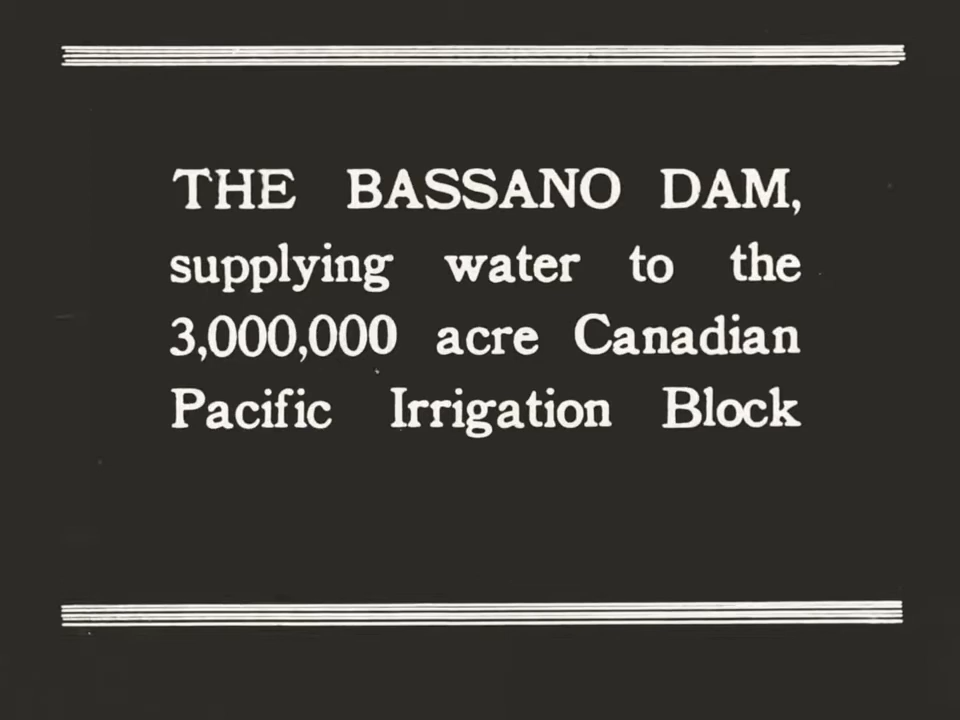 THE BASSANO DAM,
supplying water to the
3,000,000 acre Canadian
Pacific Irrigation Block